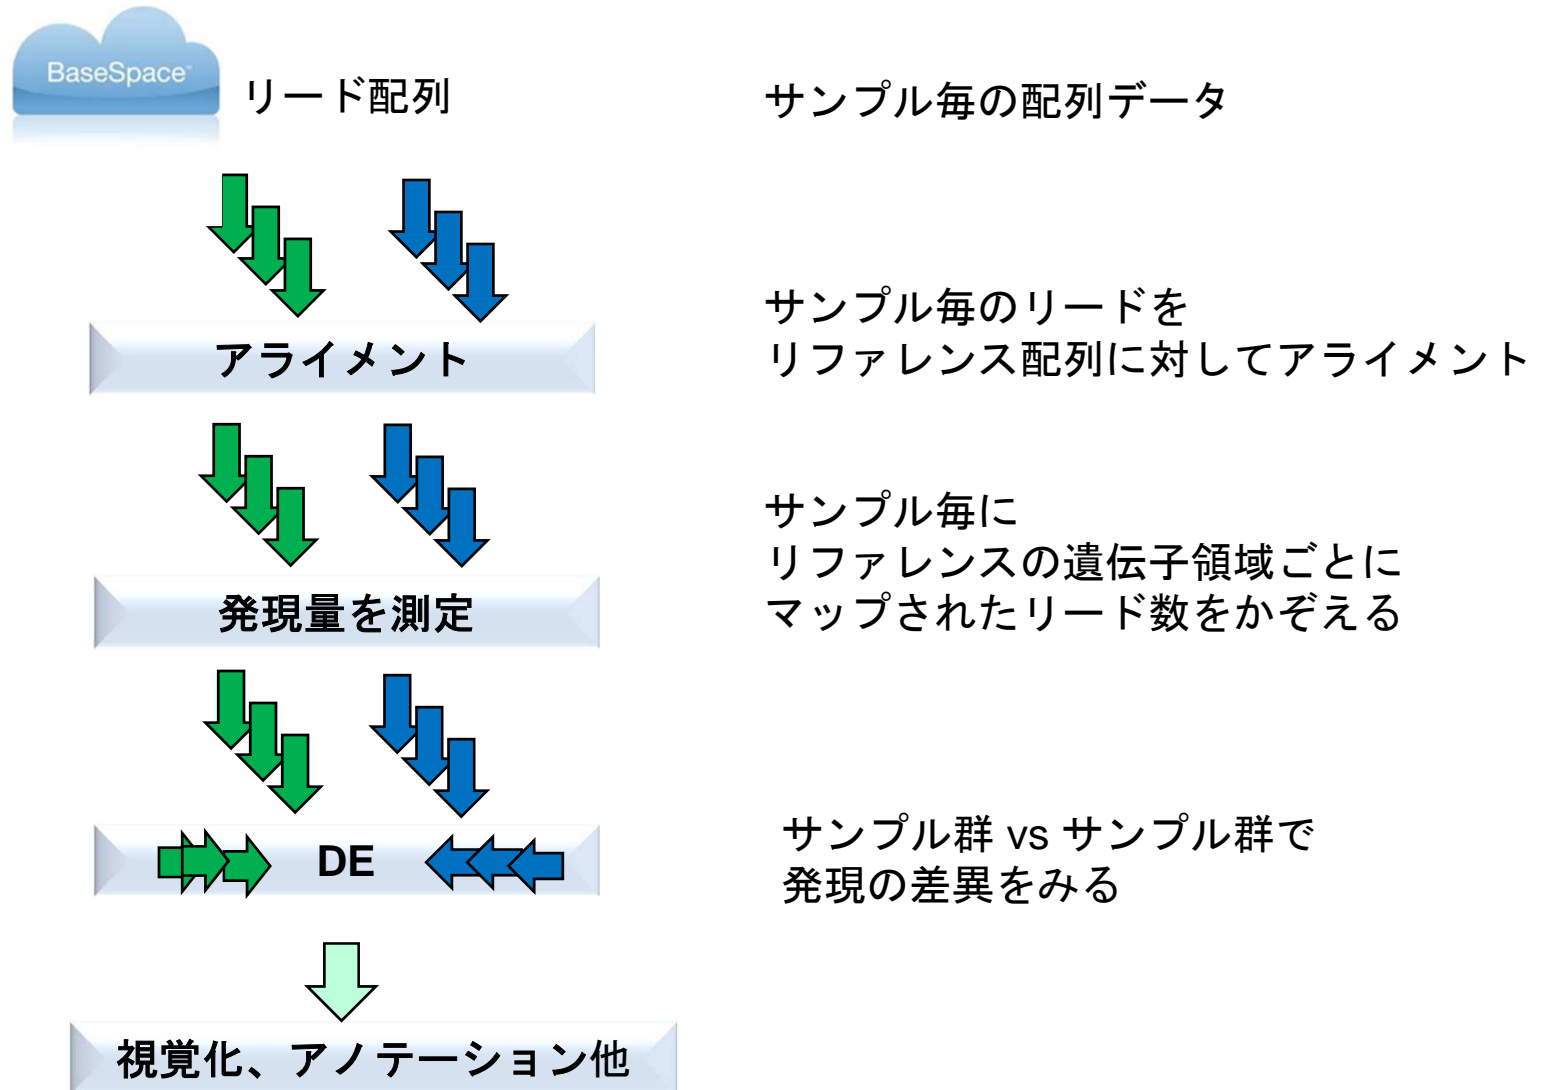 BaseSpace™
リード配列
サンプル毎の配列データ
アライメント
サンプル毎のリードを
リファレンス配列に対してアライメント
発現量を測定
サンプル毎に
リファレンスの遺伝子領域ごとに
マップされたリード数をかぞえる
DE
サンプル群 vs サンプル群で
発現の差異をみる
視覚化、アノテーション他